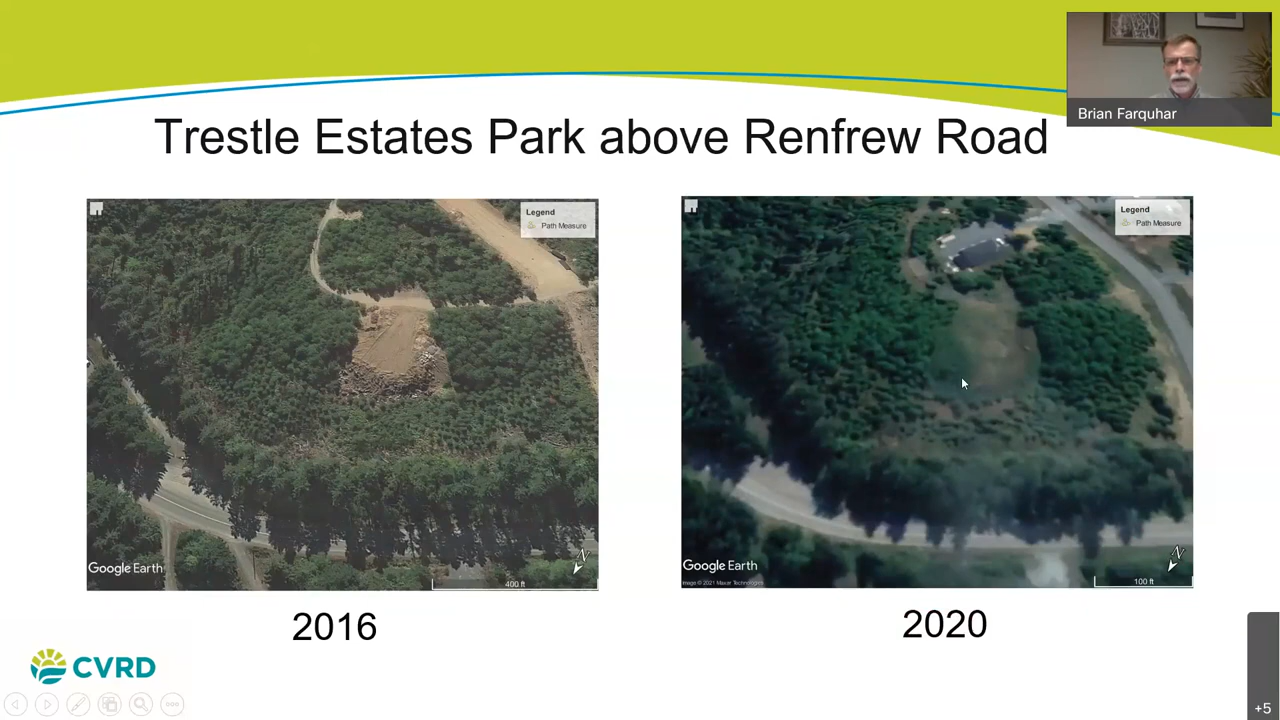 Brian Farquhar
Trestle Estates Park above Renfrew Road
Legend
Path Measure
N
Google Earth
400 ft
2016
Legend
Path Measure
N
Google Earth
Image © 2021 Maxar Technologies
100 ft
2020
CVRD
+5